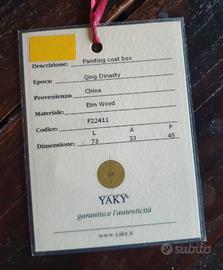 Descrizione: Painting coat box
Epoca: Qing Dinasty
Provenienza: China
Materiale: Elm Wood
Codice: F22411
L A P
Dimensione: 73 33 45
YAKY®
garantisce l'autenticità
www.yaky.it
subito